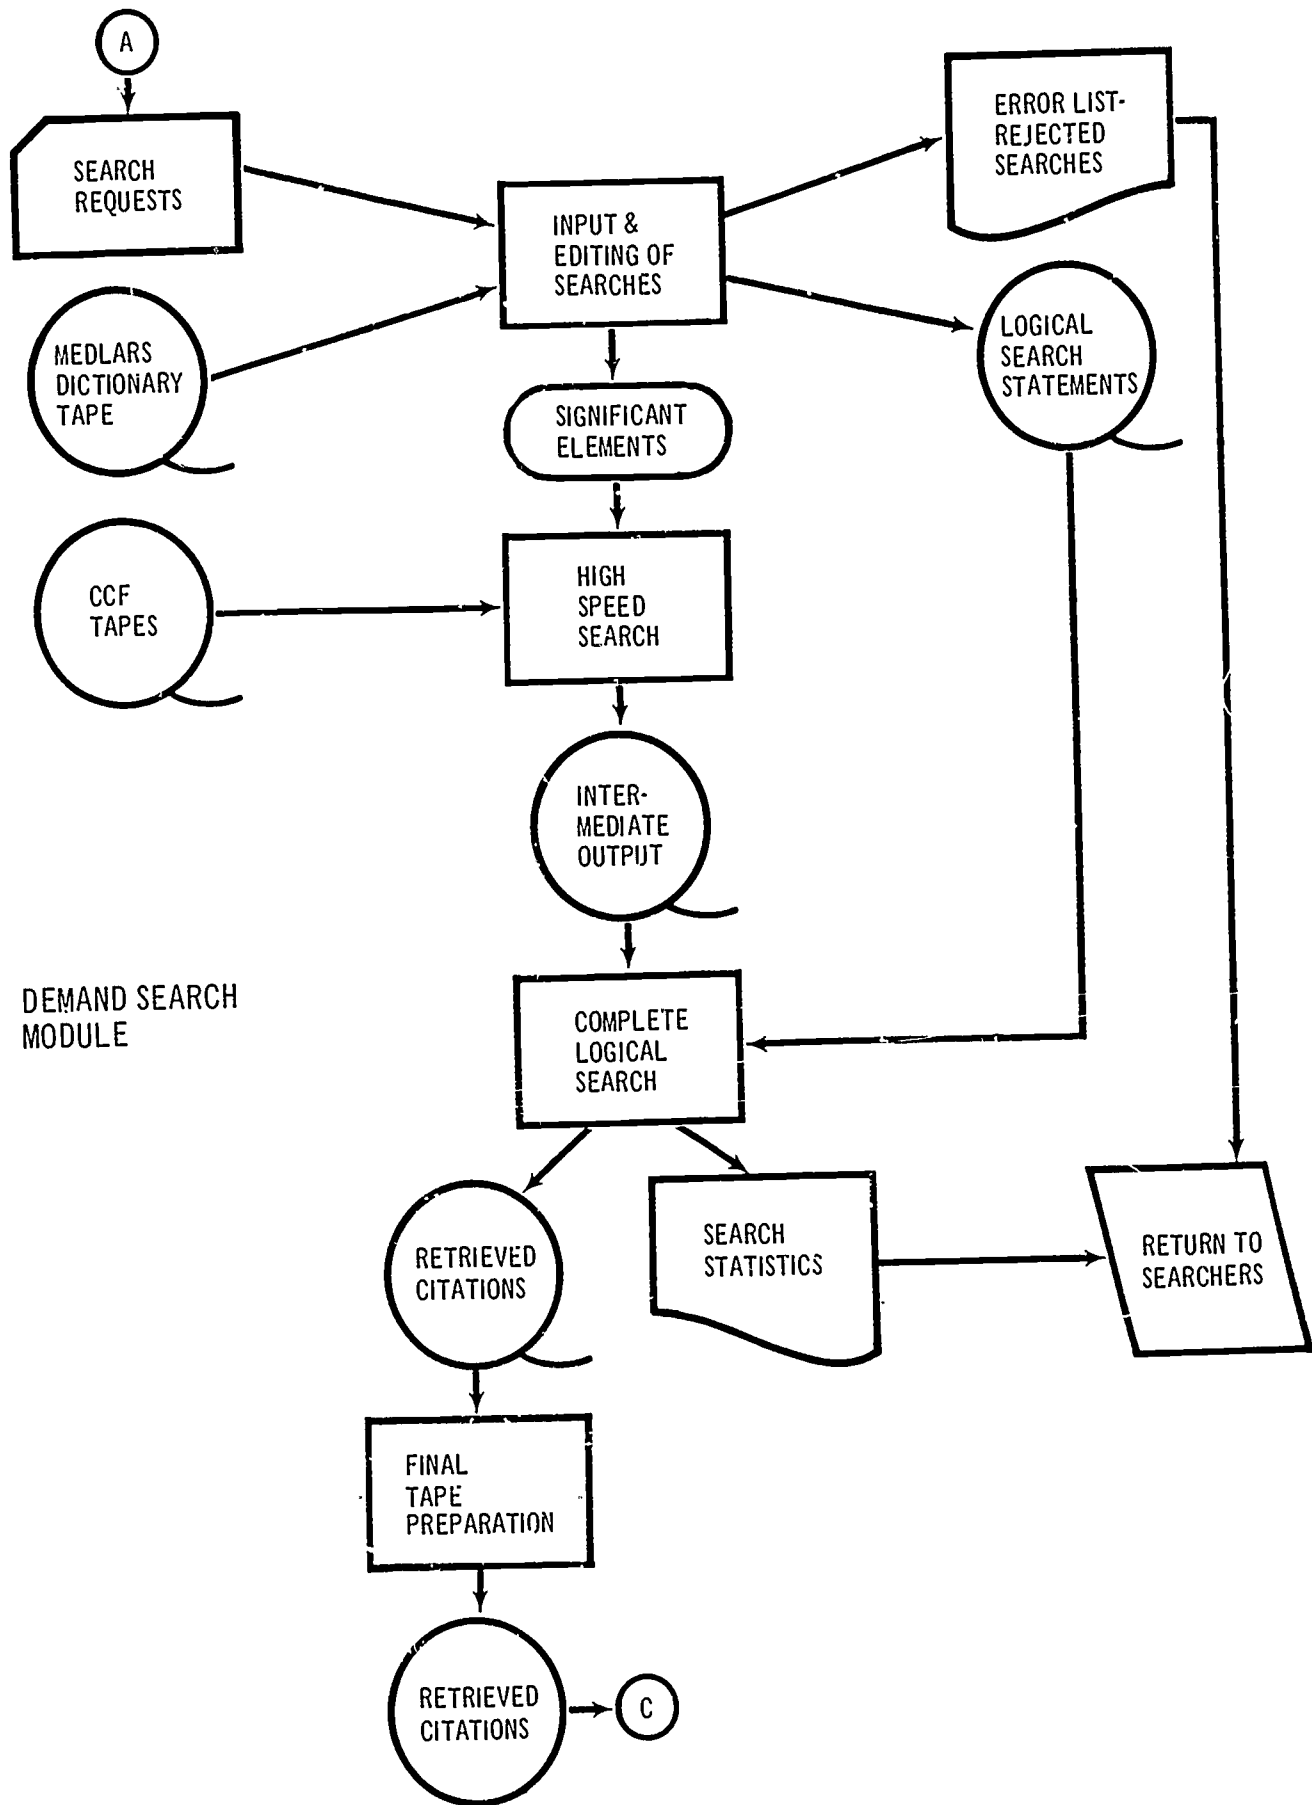 A
SEARCH
REQUESTS
ERROR LIST-
REJECTED
SEARCHES
INPUT &
EDITING OF
SEARCHES
MEDLARS
DICTIONARY
TAPE
LOGICAL
SEARCH
STATEMENTS
SIGNIFICANT
ELEMENTS
CCF
TAPES
HIGH
SPEED
SEARCH
INTER-
MEDIATE
OUTPUT
DEMAND SEARCH
MODULE
COMPLETE
LOGICAL
SEARCH
RETRIEVED
CITATIONS
SEARCH
STATISTICS
RETURN TO
SEARCHERS
FINAL
TAPE
PREPARATION
RETRIEVED
CITATIONS
C